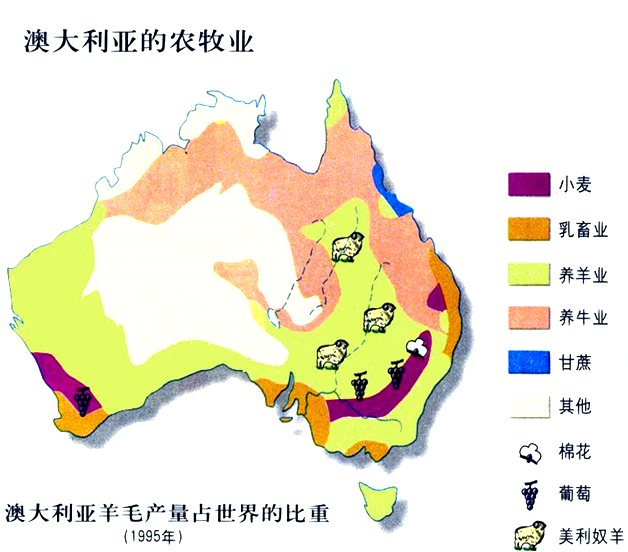 澳大利亚的农牧业
小麦
乳畜业
养羊业
养牛业
甘蔗
其他
棉花
葡萄
美利奴羊
澳大利亚羊毛产量占世界的比重
(1995年)